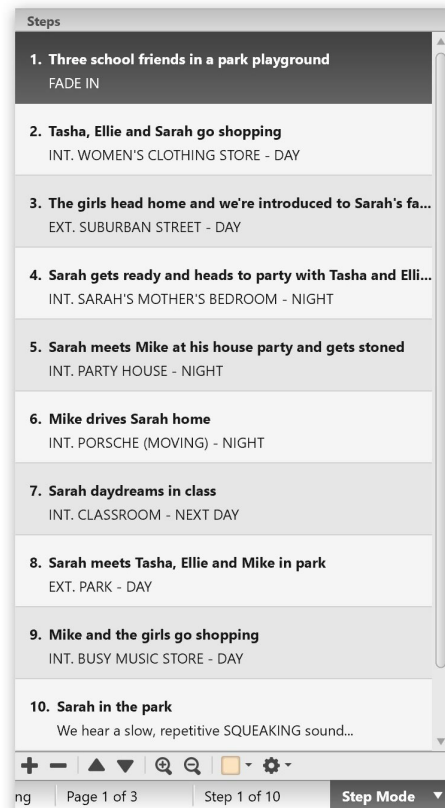 Steps
1. Three school friends in a park playground
FADE IN
2. Tasha, Ellie and Sarah go shopping
INT. WOMEN'S CLOTHING STORE - DAY
3. The girls head home and we're introduced to Sarah's fa...
EXT. SUBURBAN STREET - DAY
4. Sarah gets ready and heads to party with Tasha and Elli...
INT. SARAH'S MOTHER'S BEDROOM - NIGHT
5. Sarah meets Mike at his house party and gets stoned
INT. PARTY HOUSE - NIGHT
6. Mike drives Sarah home
INT. PORSCHE (MOVING) - NIGHT
7. Sarah daydreams in class
INT. CLASSROOM - NEXT DAY
8. Sarah meets Tasha, Ellie and Mike in park
EXT. PARK - DAY
9. Mike and the girls go shopping
INT. BUSY MUSIC STORE - DAY
10. Sarah in the park
We hear a slow, repetitive SQUEAKING sound...
ng Page 1 of 3 Step 1 of 10 Step Mode